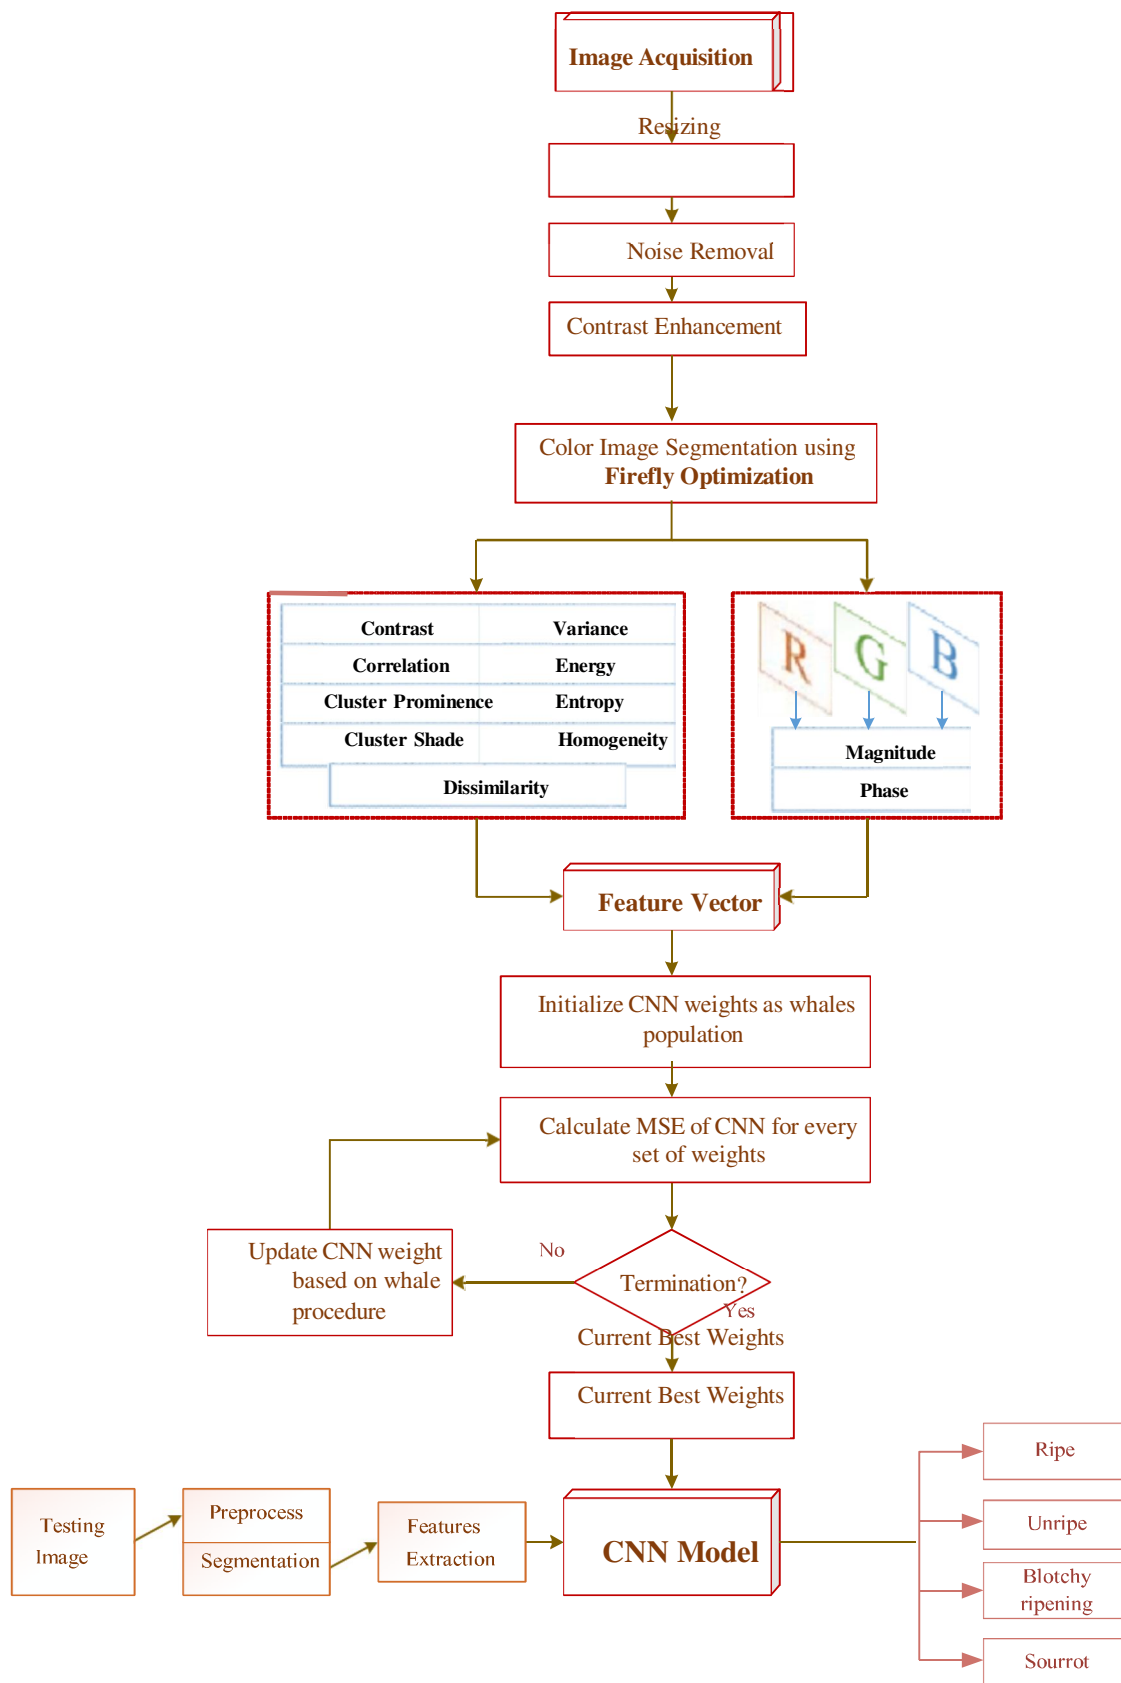 Image Acquisition
Resizing
Noise Removal
Contrast Enhancement
Color Image Segmentation using
Firefly Optimization
Contrast Variance
Correlation Energy
Cluster Prominence Entropy
Cluster Shade Homogeneity
Dissimilarity
R G B
Magnitude
Phase
Feature Vector
Initialize CNN weights as whales
population
Calculate MSE of CNN for every
set of weights
Update CNN weight
based on whale
procedure
No
Termination?
Yes
Current Best Weights
Current Best Weights
Testing
Image
Preprocess
Segmentation
Features
Extraction
CNN Model
Ripe
Unripe
Blotchy
ripening
Sourrot